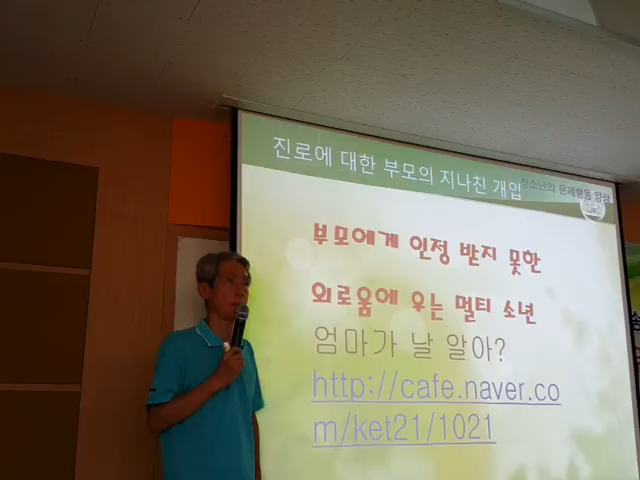 진로에 대한 부모의 지나친 개입
청소년의 문제행동 양상
부모에게 인정 받지 못한
외로움에 우는 멀티 소년
엄마가 날 알아?
http://cafe.naver.co
m/ket21/1021